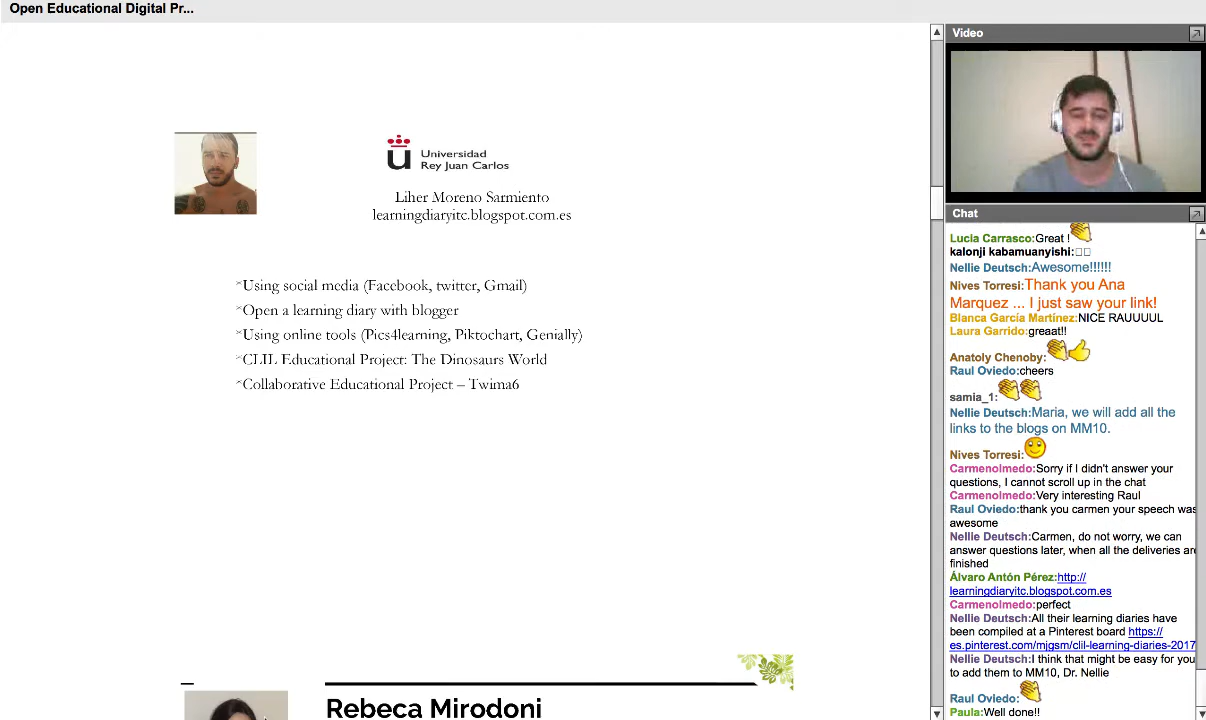 Open Educational Digital Pr...
Universidad
Rey Juan Carlos
Liher Moreno Sarmiento
learningdiaryitc.blogspot.com.es
Using social media (Facebook, twitter, Gmail)
Open a learning diary with blogger
Using online tools (Pics4learning, Piktochart, Genially)
CLIL Educational Project: The Dinosaurs World
Collaborative Educational Project – Twima6
Rebeca Mirodoni
Video
Chat
Lucia Carrasco:Great !
kalonji kabamuanyishi:
Nellie Deutsch:Awesome!!!!!!
Nives Torresi:Thank you Ana
Marquez ... I just saw your link!
Blanca García Martínez:NICE RAUUUUL
Laura Garrido:greaat!!
Anatoly Chenoby:
Raul Oviedo:cheers
samia_1:
Nellie Deutsch:Maria, we will add all the
links to the blogs on MM10.
Nives Torresi:
Carmenolmedo:Sorry if I didn't answer your
questions, I cannot scroll up in the chat
Carmenolmedo:Very interesting Raul
Raul Oviedo:thank you carmen your speech was
awesome
Nellie Deutsch:Carmen, do not worry, we can
answer questions later, when all the deliveries are
finished
Álvaro Antón Pérez:http://
learningdiaryitc.blogspot.com.es
Carmenolmedo:perfect
Nellie Deutsch:All their learning diaries have
been compiled at a Pinterest board https://
es.pinterest.com/mjgsm/clil-learning-diaries-2017
Nellie Deutsch:I think that might be easy for you
to add them to MM10, Dr. Nellie
Raul Oviedo:
Paula:Well done!!